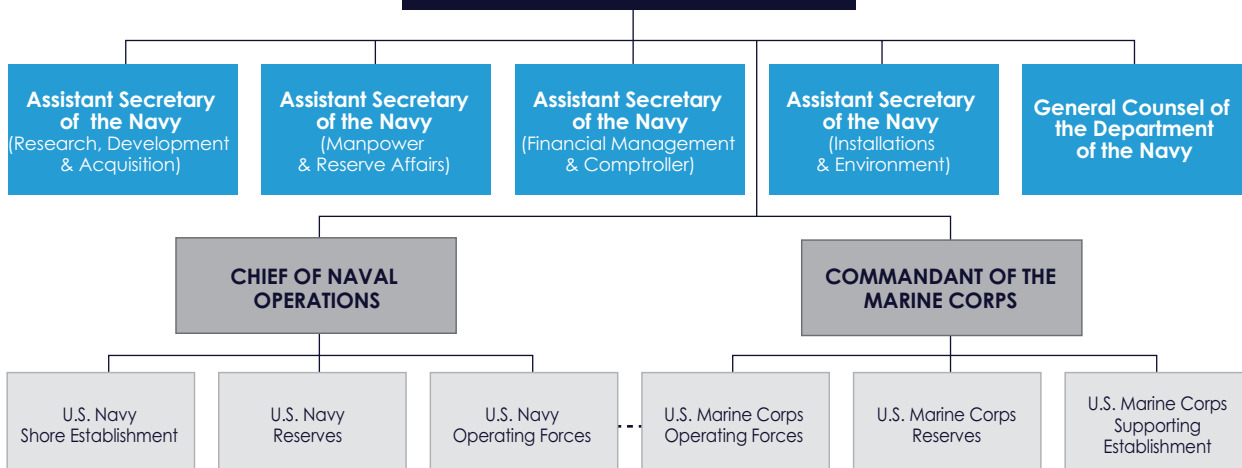 Assistant Secretary
of the Navy
(Research, Development
& Acquisition)
Assistant Secretary
of the Navy
(Manpower
& Reserve Affairs)
Assistant Secretary
of the Navy
(Financial Management
& Comptroller)
Assistant Secretary
of the Navy
(Installations
& Environment)
General Counsel of
the Department
of the Navy
CHIEF OF NAVAL
OPERATIONS
COMMANDANT OF THE
MARINE CORPS
U.S. Navy
Shore Establishment
U.S. Navy
Reserves
U.S. Navy
Operating Forces
U.S. Marine Corps
Operating Forces
U.S. Marine Corps
Reserves
U.S. Marine Corps
Supporting
Establishment